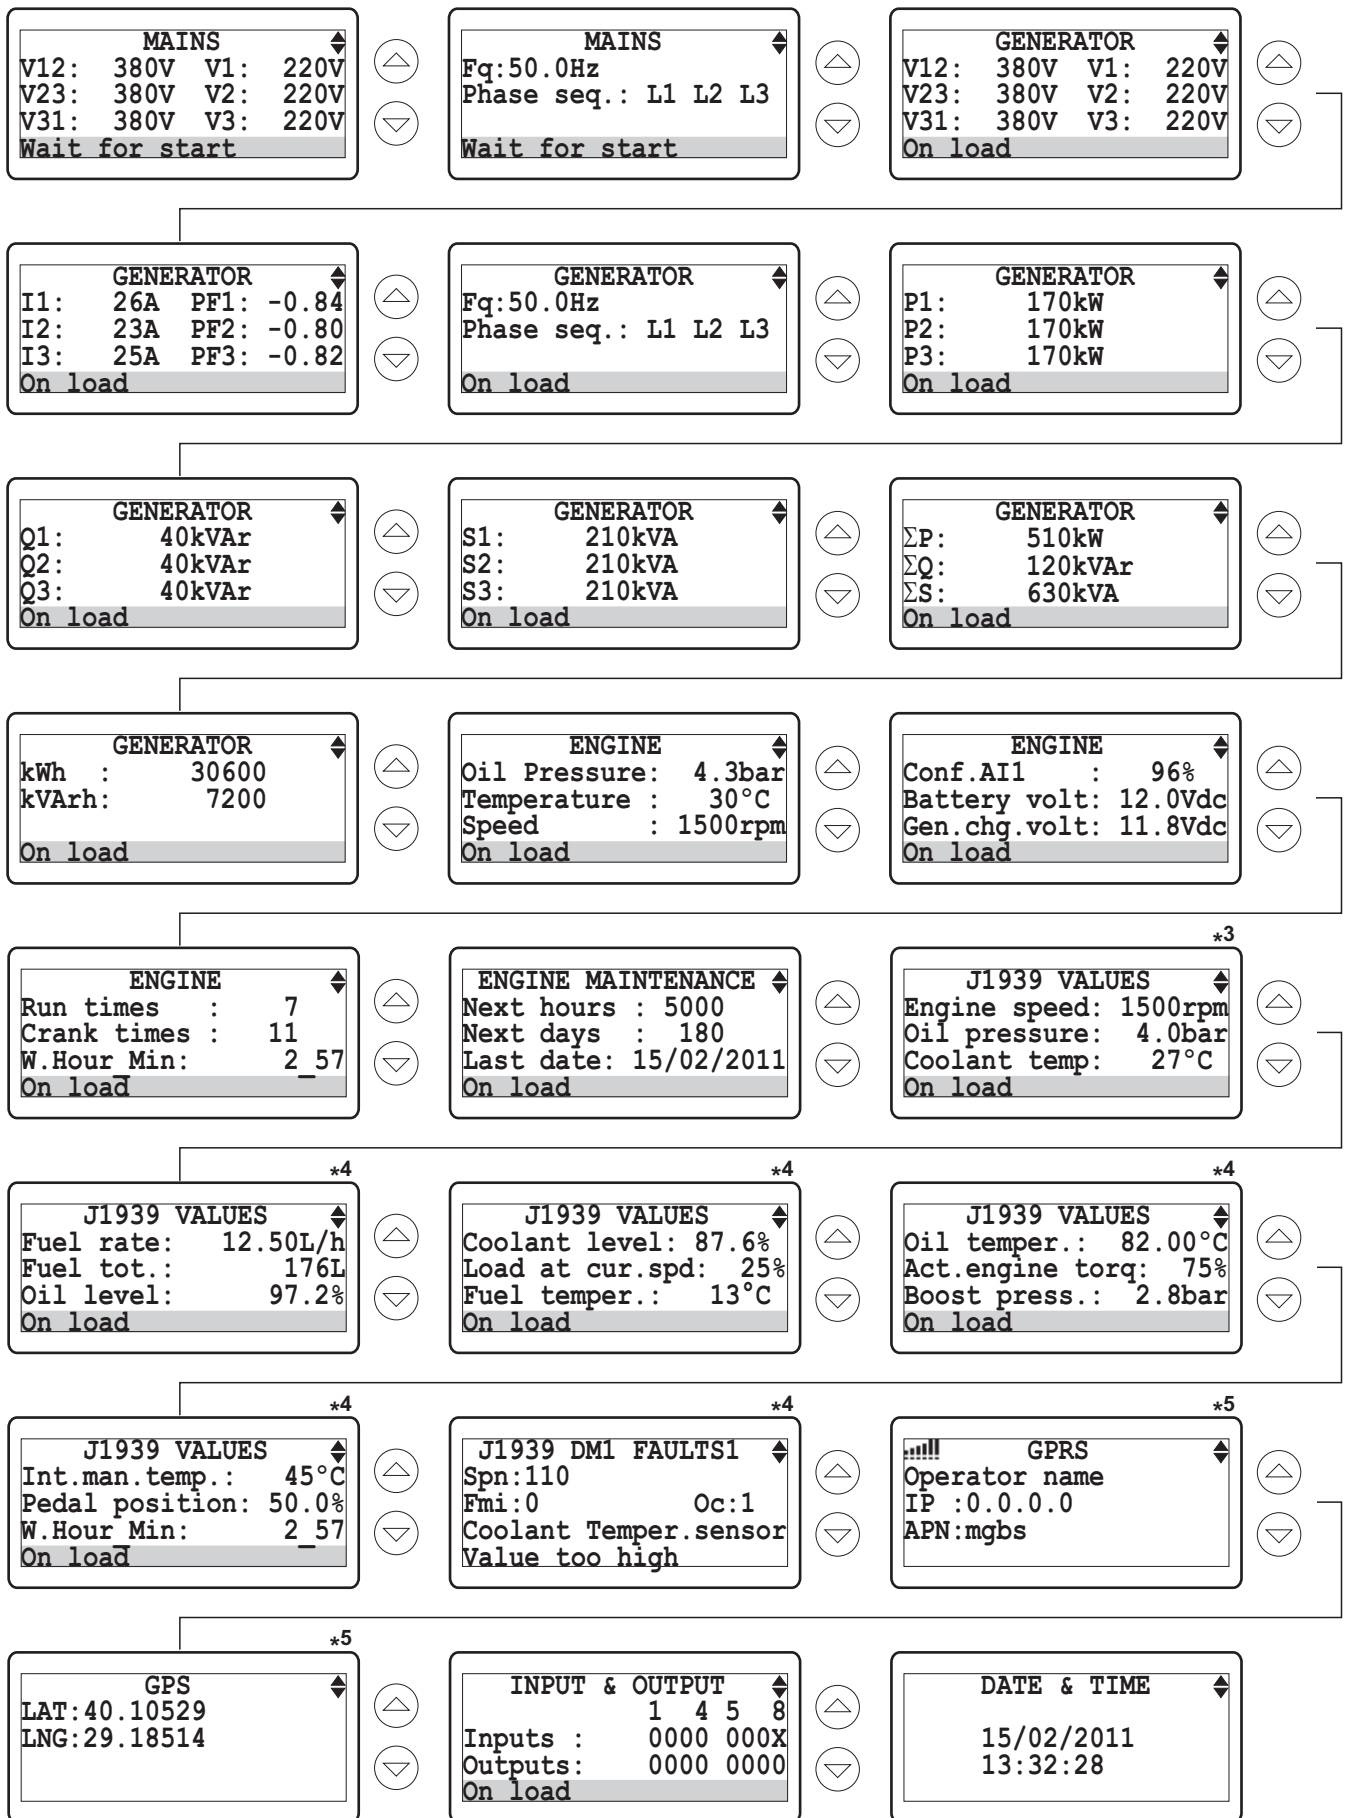 MAINS
V12: 380V V1: 220V
V23: 380V V2: 220V
V31: 380V V3: 220V
Wait for start
MAINS
Fq:50.0Hz
Phase seq.: L1 L2 L3
Wait for start
GENERATOR
V12: 380V V1: 220V
V23: 380V V2: 220V
V31: 380V V3: 220V
On load
GENERATOR
I1: 26A PF1: -0.84
I2: 23A PF2: -0.80
I3: 25A PF3: -0.82
On load
GENERATOR
Fq:50.0Hz
Phase seq.: L1 L2 L3
On load
GENERATOR
P1: 170kW
P2: 170kW
P3: 170kW
On load
GENERATOR
Q1: 40kVAr
Q2: 40kVAr
Q3: 40kVAr
On load
GENERATOR
S1: 210kVA
S2: 210kVA
S3: 210kVA
On load
GENERATOR
ΣP: 510kW
ΣQ: 120kVAr
ΣS: 630kVA
On load
GENERATOR
kWh : 30600
kVArh: 7200
On load
ENGINE
Oil Pressure: 4.3bar
Temperature : 30°C
Speed : 1500rpm
On load
ENGINE
Conf.AI1 : 96%
Battery volt: 12.0Vdc
Gen.chg.volt: 11.8Vdc
On load
ENGINE
Run times : 7
Crank times : 11
W.Hour_Min: 2_57
On load
ENGINE MAINTENANCE
Next hours : 5000
Next days : 180
Last date: 15/02/2011
On load
*3
J1939 VALUES
Engine speed: 1500rpm
Oil pressure: 4.0bar
Coolant temp: 27°C
On load
*4
J1939 VALUES
Fuel rate: 12.50L/h
Fuel tot.: 176L
Oil level: 97.2%
On load
*4
J1939 VALUES
Coolant level: 87.6%
Load at cur.spd: 25%
Fuel temper.: 13°C
On load
*4
J1939 VALUES
Oil temper.: 82.00°C
Act.engine torq: 75%
Boost press.: 2.8bar
On load
*4
J1939 VALUES
Int.man.temp.: 45°C
Pedal position: 50.0%
W.Hour_Min: 2_57
On load
*4
J1939 DM1 FAULTS1
Spn:110
Fmi:0 Oc:1
Coolant Temper.sensor
Value too high
*5
GPRS
Operator name
IP :0.0.0.0
APN:mgbs
*5
GPS
LAT:40.10529
LNG:29.18514
INPUT & OUTPUT
1 4 5 8
Inputs : 0000 000X
Outputs: 0000 0000
On load
DATE & TIME
15/02/2011
13:32:28